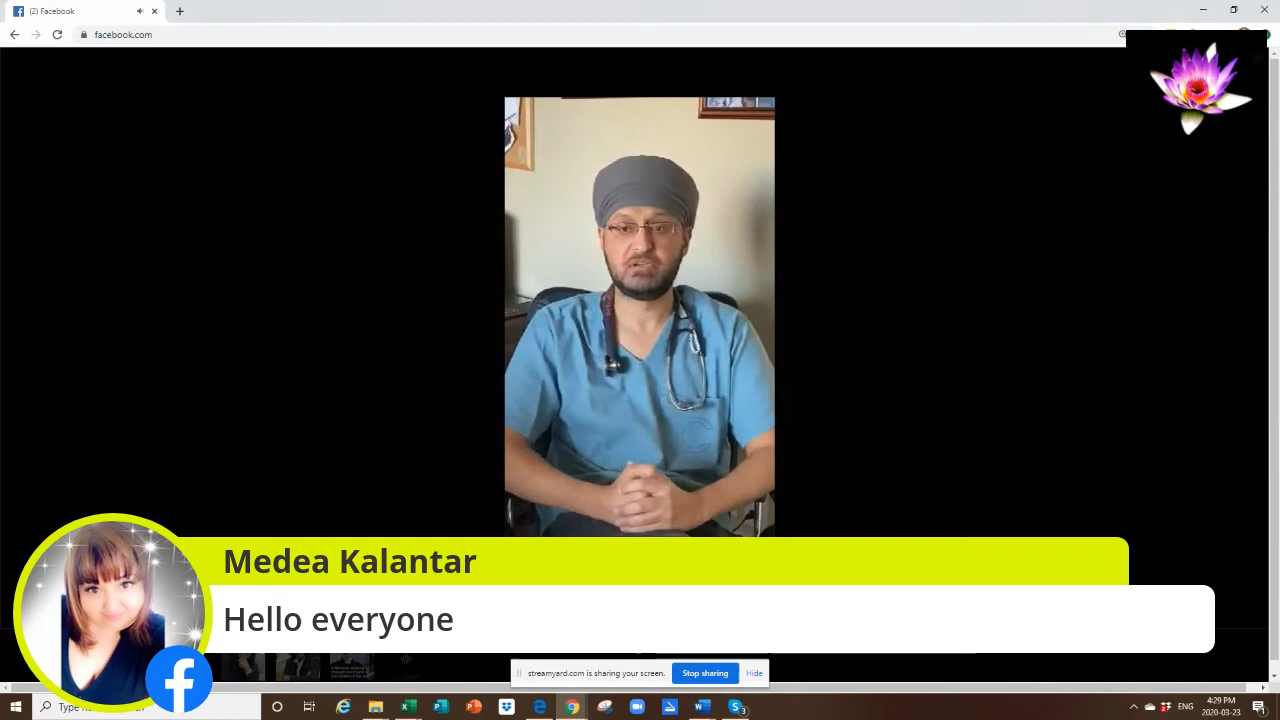 (2) Facebook
facebook.com
Medea Kalantar
Hello everyone
streamyard.com is sharing your screen.
Stop sharing
Hide
ENG
4:29 PM
2020-03-23